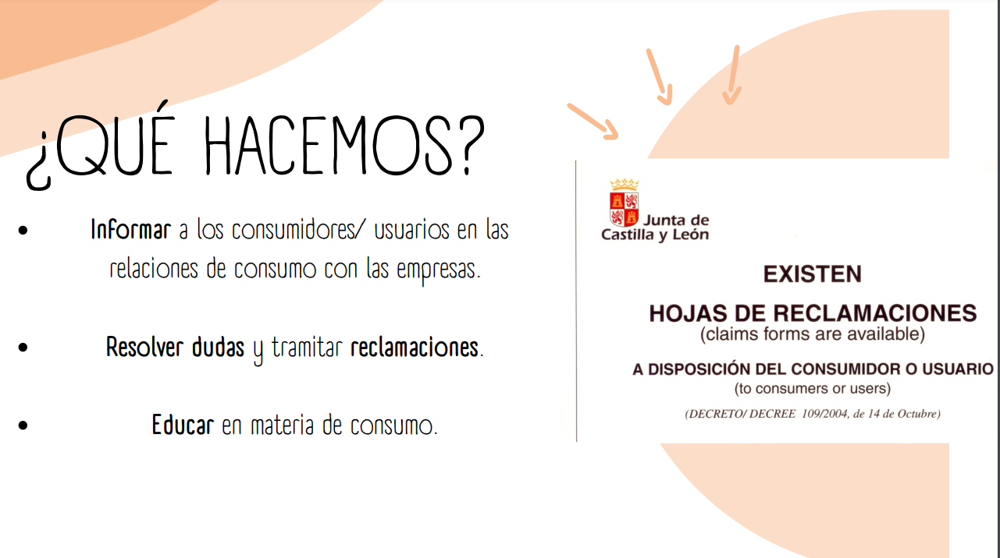 ¿QUÉ HACEMOS?
• Informar a los consumidores/ usuarios en las
relaciones de consumo con las empresas.
• Resolver dudas y tramitar reclamaciones.
• Educar en materia de consumo.
Junta de
Castilla y León
EXISTEN
HOJAS DE RECLAMACIONES
(claims forms are available)
A DISPOSICIÓN DEL CONSUMIDOR O USUARIO
(to consumers or users)
(DECRETO/ DECREE 109/2004, de 14 de Octubre)